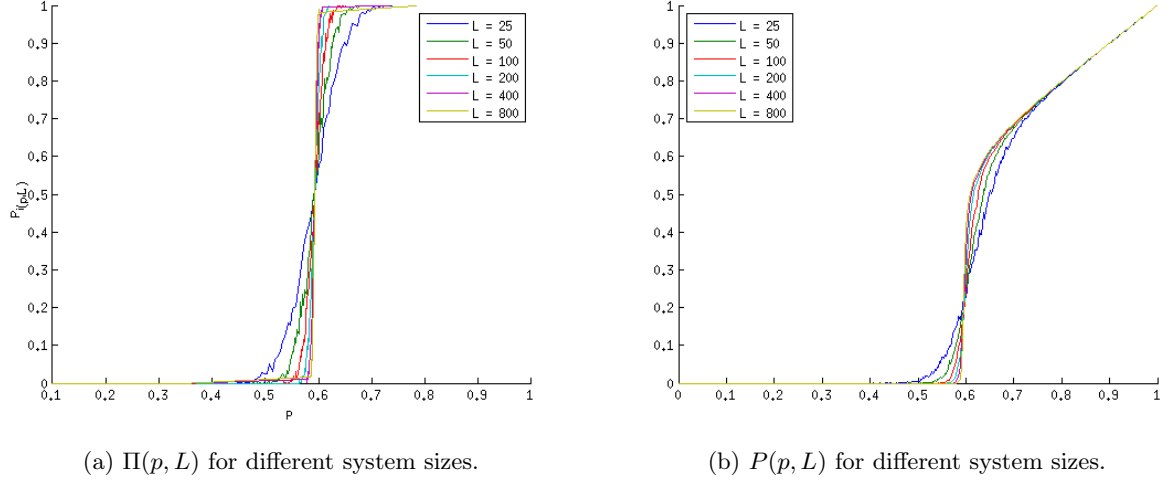 1
0.9
0.8
0.7
0.6
0.5
0.4
0.3
0.2
0.1
0
Pi(p,L)
0.1 0.2 0.3 0.4 0.5 0.6 0.7 0.8 0.9 1
P
L = 25
L = 50
L = 100
L = 200
L = 400
L = 800
(a) Π(p, L) for different system sizes.
1
0.9
0.8
0.7
0.6
0.5
0.4
0.3
0.2
0.1
0
0 0.1 0.2 0.3 0.4 0.5 0.6 0.7 0.8 0.9 1
L = 25
L = 50
L = 100
L = 200
L = 400
L = 800
(b) P(p, L) for different system sizes.